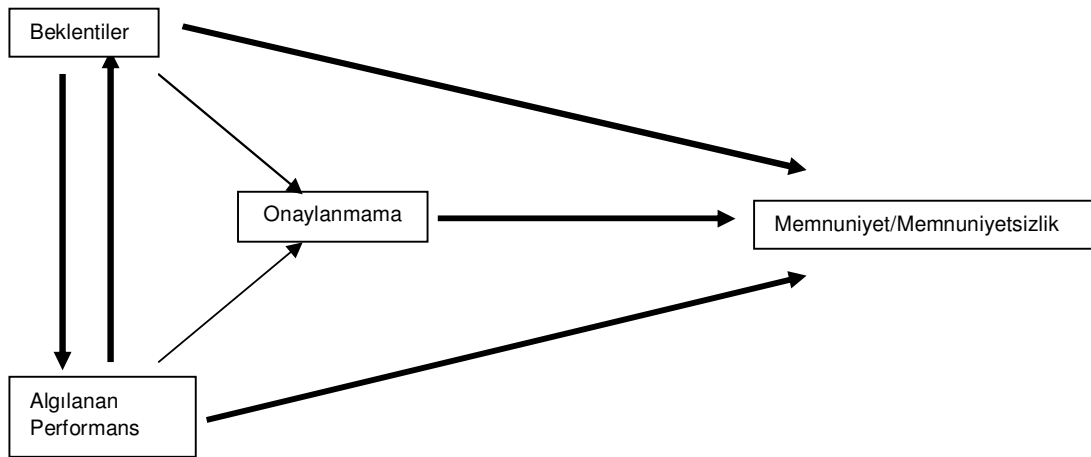 Beklentiler
Onaylanmama
Memnuniyet/Memnuniyetsizlik
Algılanan
Performans